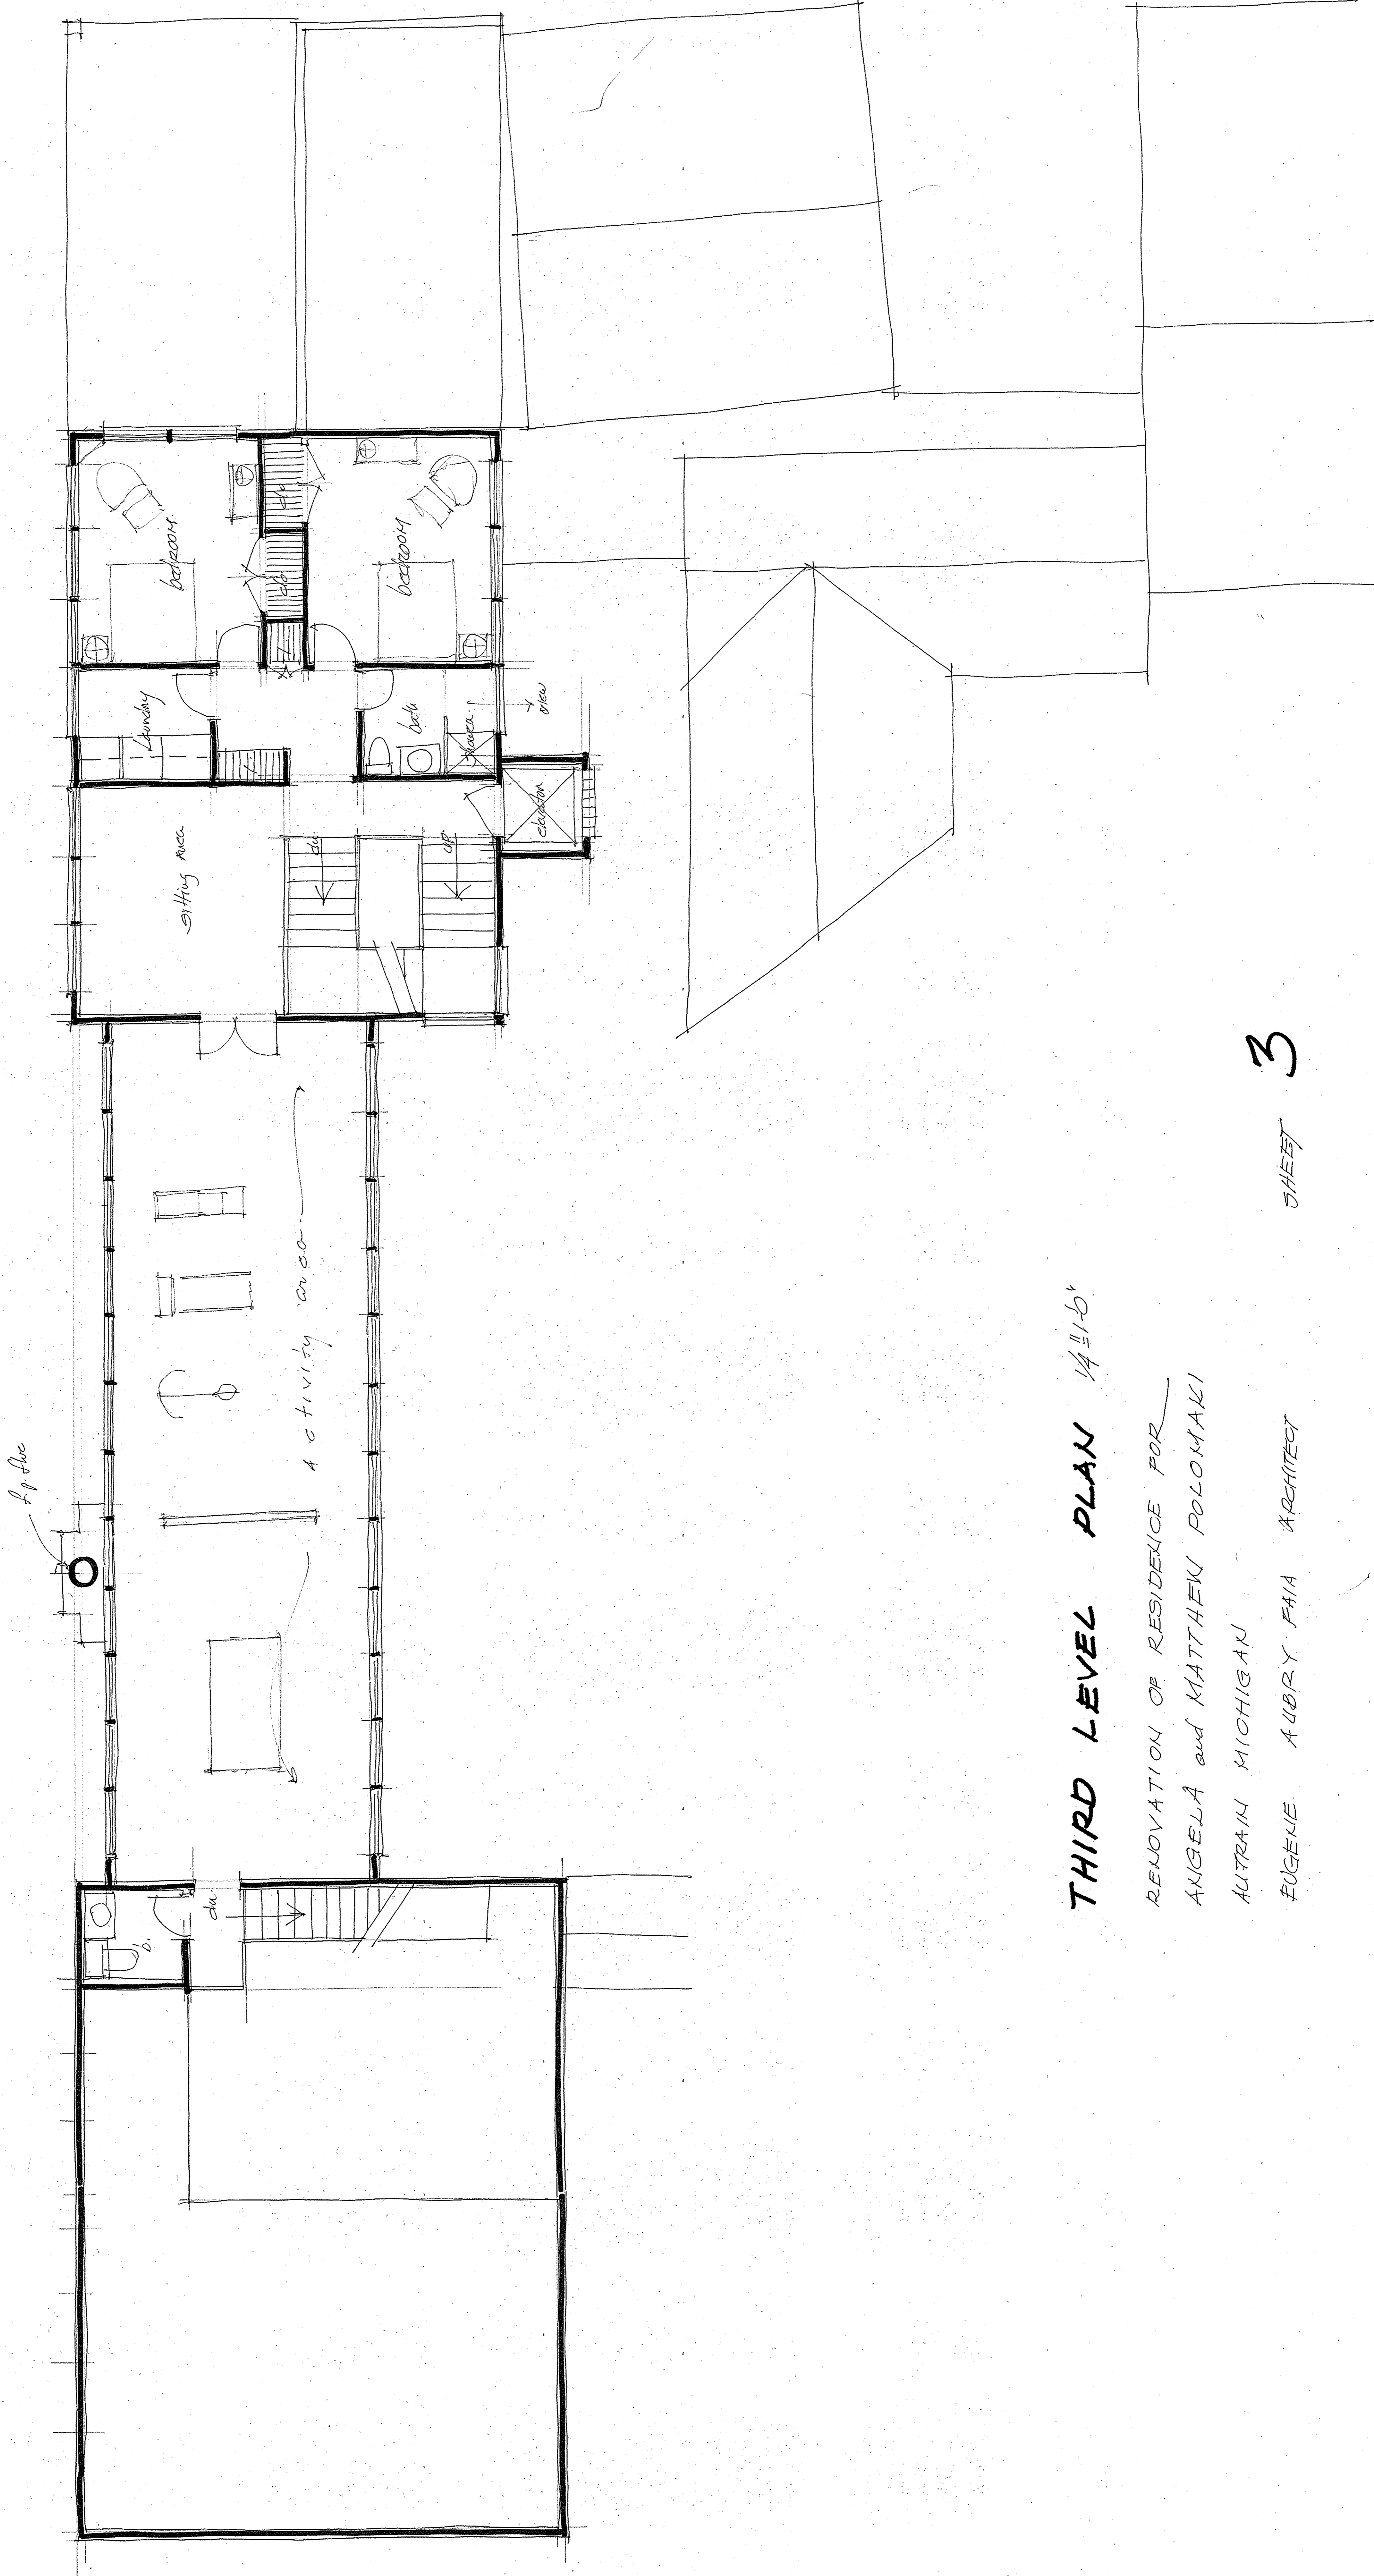 THIRD LEVEL PLAN 1/4"=1'-0"
RENOVATION OF RESIDENCE FOR
ANGELA and MATTHEW POLOMAKI
AUTRAIN MICHIGAN
EUGENE AUBRY FAIA ARCHITECT
SHEET 3
f.p. flue
bedroom
bedroom
clo
clo
l.
Laundry
bath
shower
view
l.
elevator
sitting area
dn.
up
activity area
dn.
b.